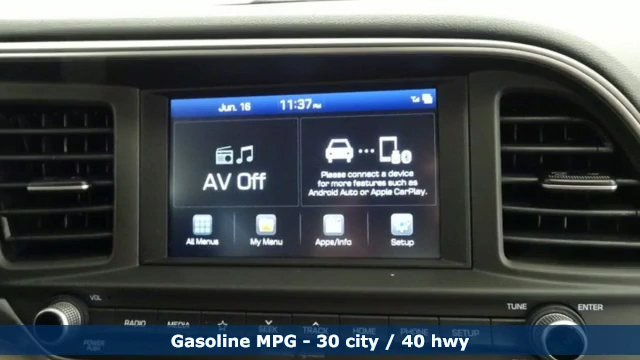 Jun. 16 11:37 PM
AV Off
Please connect a device
for more features such as
Android Auto or Apple CarPlay.
All Menus My Menu Apps/Info Setup
VOL TUNE ENTER
RADIO MEDIA SEEK TRACK HOME PHONE SETUP
POWER
PUSH
Gasoline MPG - 30 city / 40 hwy